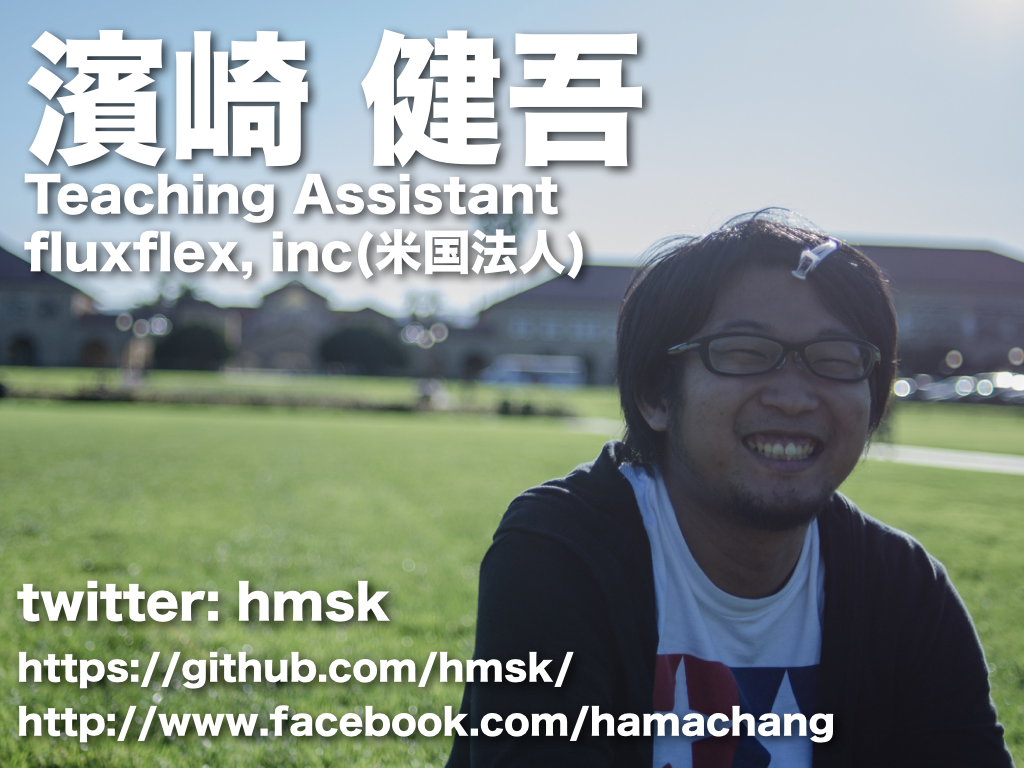 濱崎 健吾
Teaching Assistant
fluxflex, inc(米国法人)
twitter: hmsk
https://github.com/hmsk/
http://www.facebook.com/hamachang